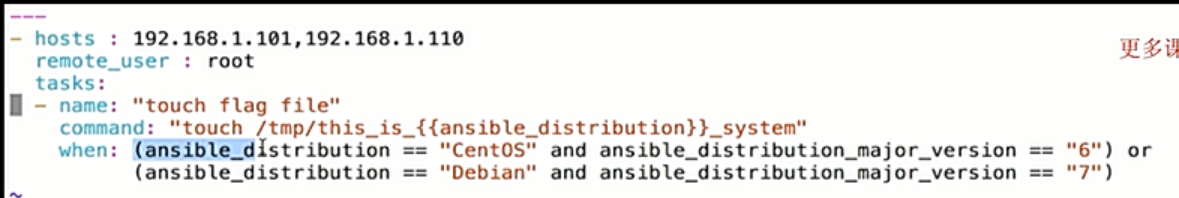 ---
- hosts : 192.168.1.101,192.168.1.110
  remote_user : root
  tasks:
  - name: "touch flag file"
    command: "touch /tmp/this_is_{{ansible_distribution}}_system"
    when: (ansible_distribution == "CentOS" and ansible_distribution_major_version == "6") or
          (ansible_distribution == "Debian" and ansible_distribution_major_version == "7")
~
更多课